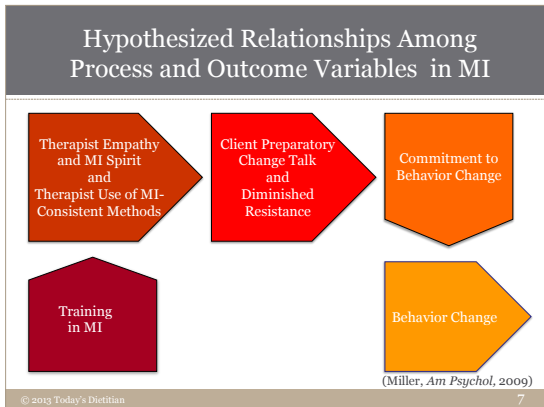 Hypothesized Relationships Among
Process and Outcome Variables in MI
Therapist Empathy
and MI Spirit
and
Therapist Use of MI-
Consistent Methods
Client Preparatory
Change Talk
and
Diminished
Resistance
Commitment to
Behavior Change
Training
in MI
Behavior Change
(Miller, Am Psychol, 2009)
© 2013 Today's Dietitian
7